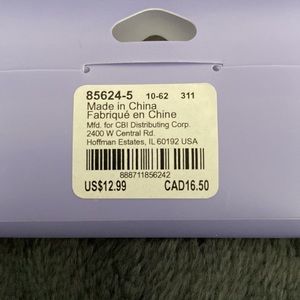 85624-5 10-62 311
Made in China
Fabriqué en Chine
Mfd. for CBI Distributing Corp.
2400 W Central Rd.
Hoffman Estates, IL 60192 USA
888711856242
US$12.99 CAD16.50